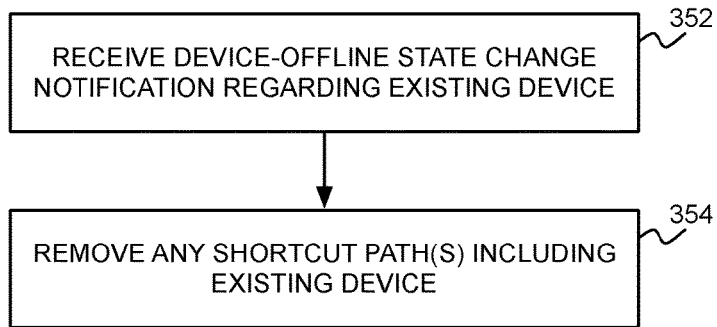 352
RECEIVE DEVICE-OFFLINE STATE CHANGE
NOTIFICATION REGARDING EXISTING DEVICE
354
REMOVE ANY SHORTCUT PATH(S) INCLUDING
EXISTING DEVICE